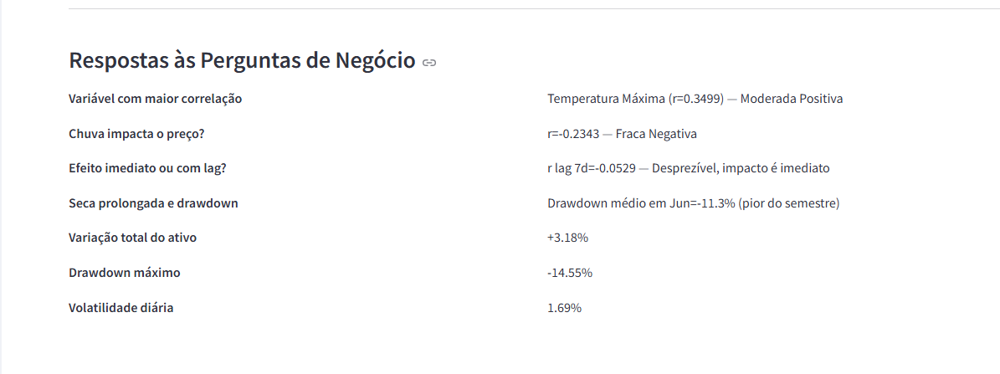 Respostas às Perguntas de Negócio
Variável com maior correlação Temperatura Máxima (r=0.3499) — Moderada Positiva
Chuva impacta o preço? r=-0.2343 — Fraca Negativa
Efeito imediato ou com lag? r lag 7d=-0.0529 — Desprezível, impacto é imediato
Seca prolongada e drawdown Drawdown médio em Jun=-11.3% (pior do semestre)
Variação total do ativo +3.18%
Drawdown máximo -14.55%
Volatilidade diária 1.69%